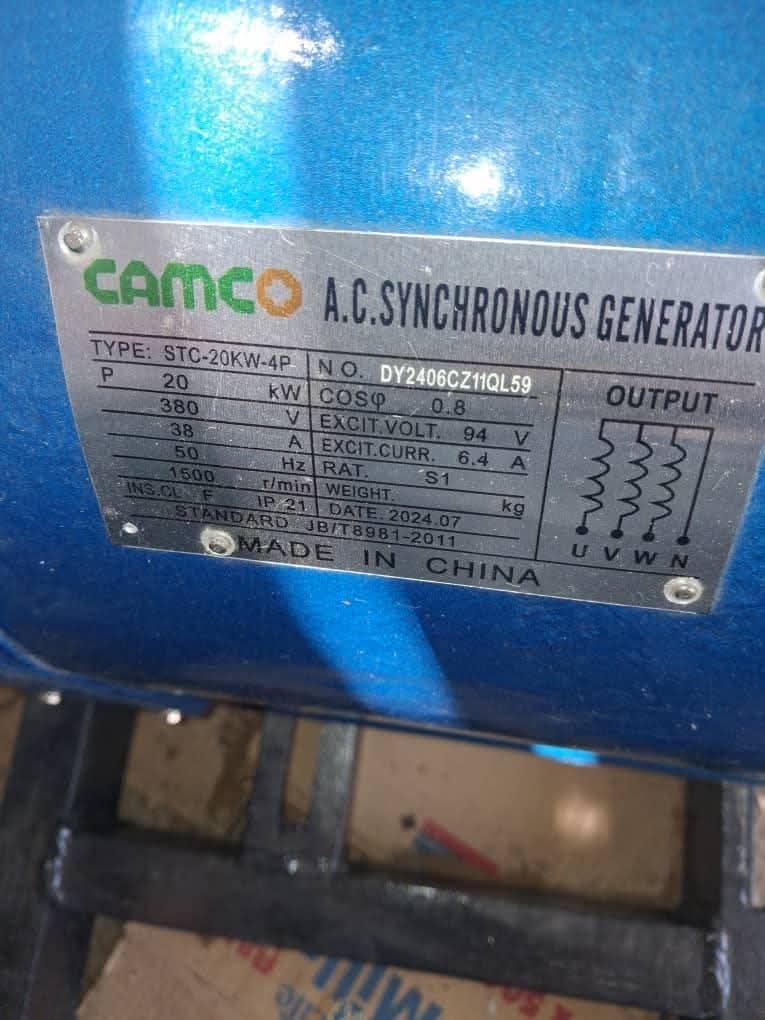 CAMCO A.C.SYNCHRONOUS GENERATOR
TYPE: STC-20KW-4P
P 20 kW
380 V
38 A
50 Hz
1500 r/min
INS.CL F IP 21
NO. DY2406CZ11QL59
COSφ 0.8
EXCIT.VOLT. 94 V
EXCIT.CURR. 6.4 A
RAT. S1
WEIGHT. kg
DATE. 2024.07
STANDARD JB/T8981-2011
OUTPUT
U V W N
MADE IN CHINA